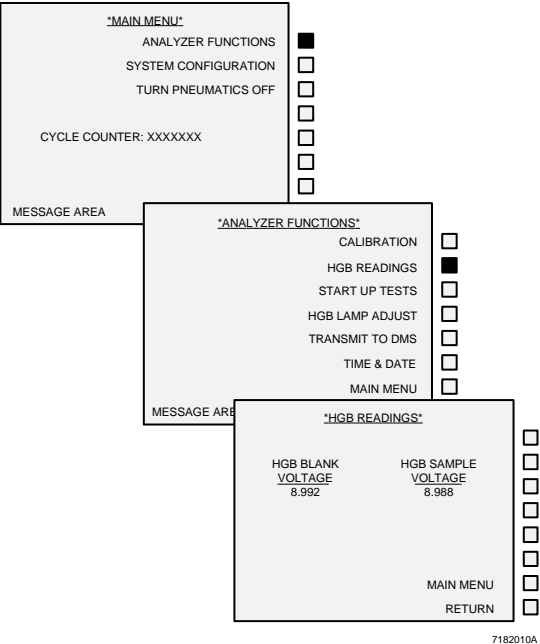 *MAIN MENU*
ANALYZER FUNCTIONS
SYSTEM CONFIGURATION
TURN PNEUMATICS OFF
CYCLE COUNTER: XXXXXXX
MESSAGE AREA
*ANALYZER FUNCTIONS*
CALIBRATION
HGB READINGS
START UP TESTS
HGB LAMP ADJUST
TRANSMIT TO DMS
TIME & DATE
MAIN MENU
MESSAGE ARE
*HGB READINGS*
HGB BLANK HGB SAMPLE
VOLTAGE VOLTAGE
8.992 8.988
MAIN MENU
RETURN
7182010A